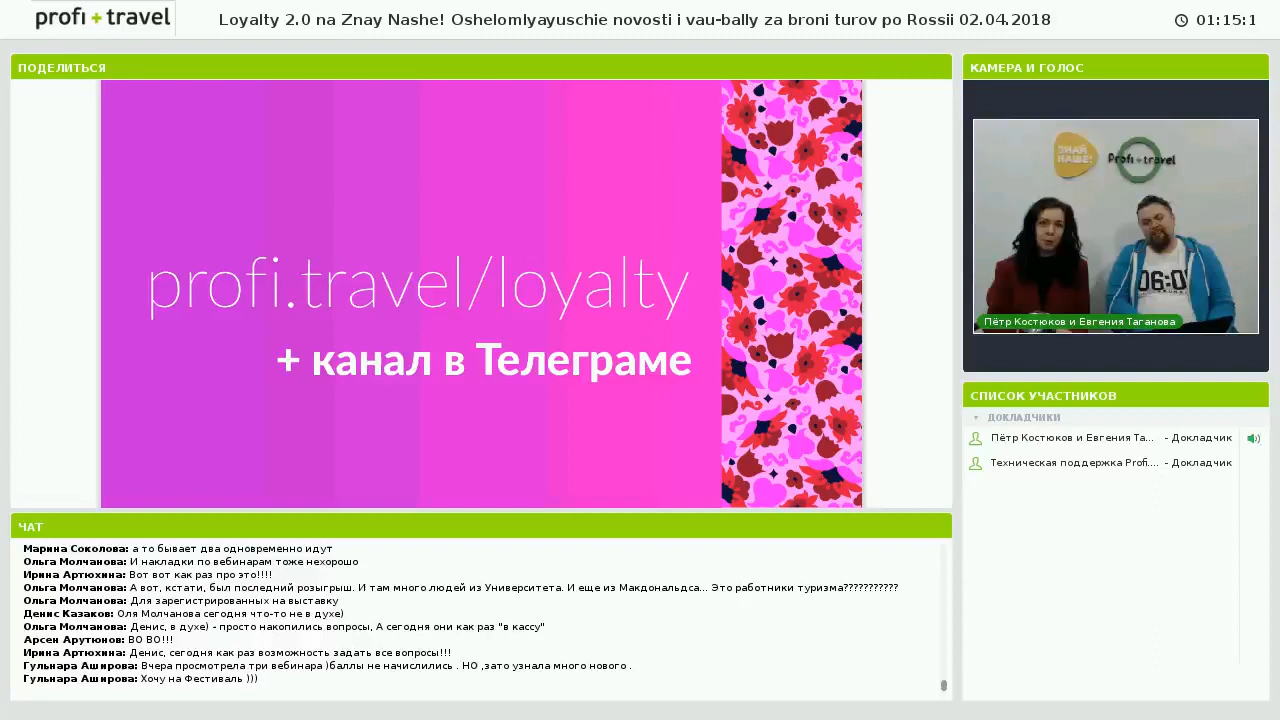 profi + travel
Loyalty 2.0 na Znay Nashe! Oshelomlyayuschie novosti i vau-bally za broni turov po Rossii 02.04.2018
01:15:1
ПОДЕЛИТЬСЯ
profi.travel/loyalty
+ канал в Телеграме
КАМЕРА И ГОЛОС
ЗНАЙ
НАШЕ!
Profi travel
06:0
Пётр Костюков и Евгения Таганова
СПИСОК УЧАСТНИКОВ
ДОКЛАДЧИКИ
Пётр Костюков и Евгения Та... - Докладчик
Техническая поддержка Profi.... - Докладчик
ЧАТ
Марина Соколова: а то бывает два одновременно идут
Ольга Молчанова: И накладки по вебинарам тоже нехорошо
Ирина Артюхина: Вот вот как раз про это!!!!
Ольга Молчанова: А вот, кстати, был последний розыгрыш. И там много людей из Университета. И еще из Макдональдса... Это работники туризма???????????
Ольга Молчанова: Для зарегистрированных на выставку
Денис Казаков: Оля Молчанова сегодня что-то не в духе)
Ольга Молчанова: Денис, в духе) - просто накопились вопросы, А сегодня они как раз "в кассу"
Арсен Арутюнов: ВО ВО!!!
Ирина Артюхина: Денис, сегодня как раз возможность задать все вопросы!!!
Гульнара Аширова: Вчера просмотрела три вебинара )баллы не начислились . НО ,зато узнала много нового .
Гульнара Аширова: Хочу на Фестиваль )))